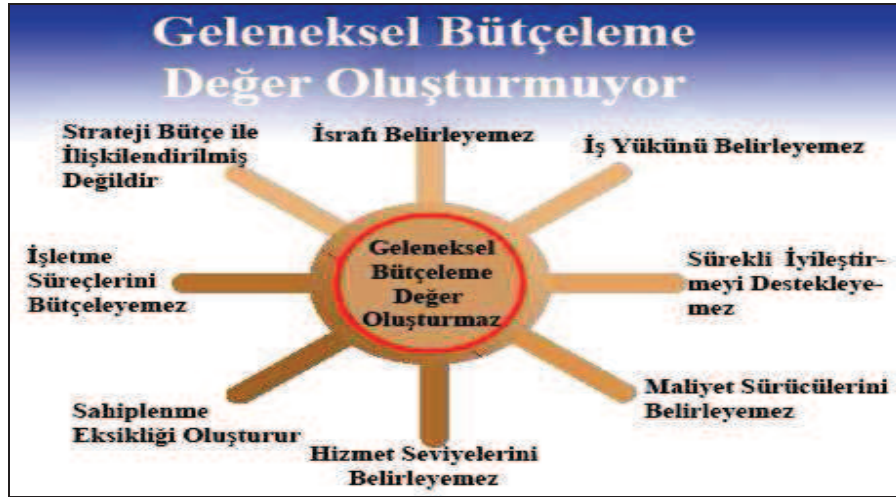 Geleneksel Bütçeleme
Değer Oluşturmuyor
Strateji Bütçe ile
İlişkilendirilmiş
Değildir
İsrafı Belirleyemez
İş Yükünü Belirleyemez
İşletme
Süreçlerini
Bütçeleyemez
Geleneksel
Bütçeleme
Değer
Oluşturmaz
Sürekli İyileştir-
meyi Destekleye-
mez
Sahiplenme
Eksikliği Oluşturur
Hizmet Seviyelerini
Belirleyemez
Maliyet Sürücülerini
Belirleyemez